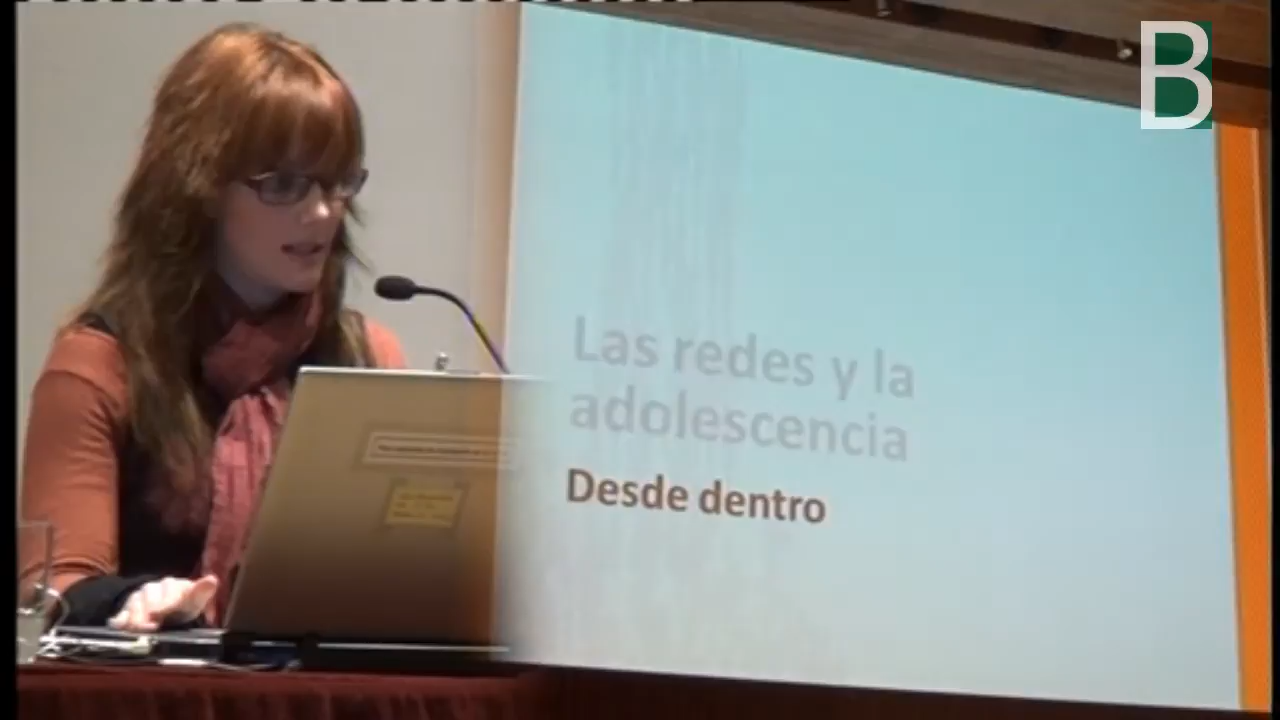 B
Las redes y la
adolescencia
Desde dentro